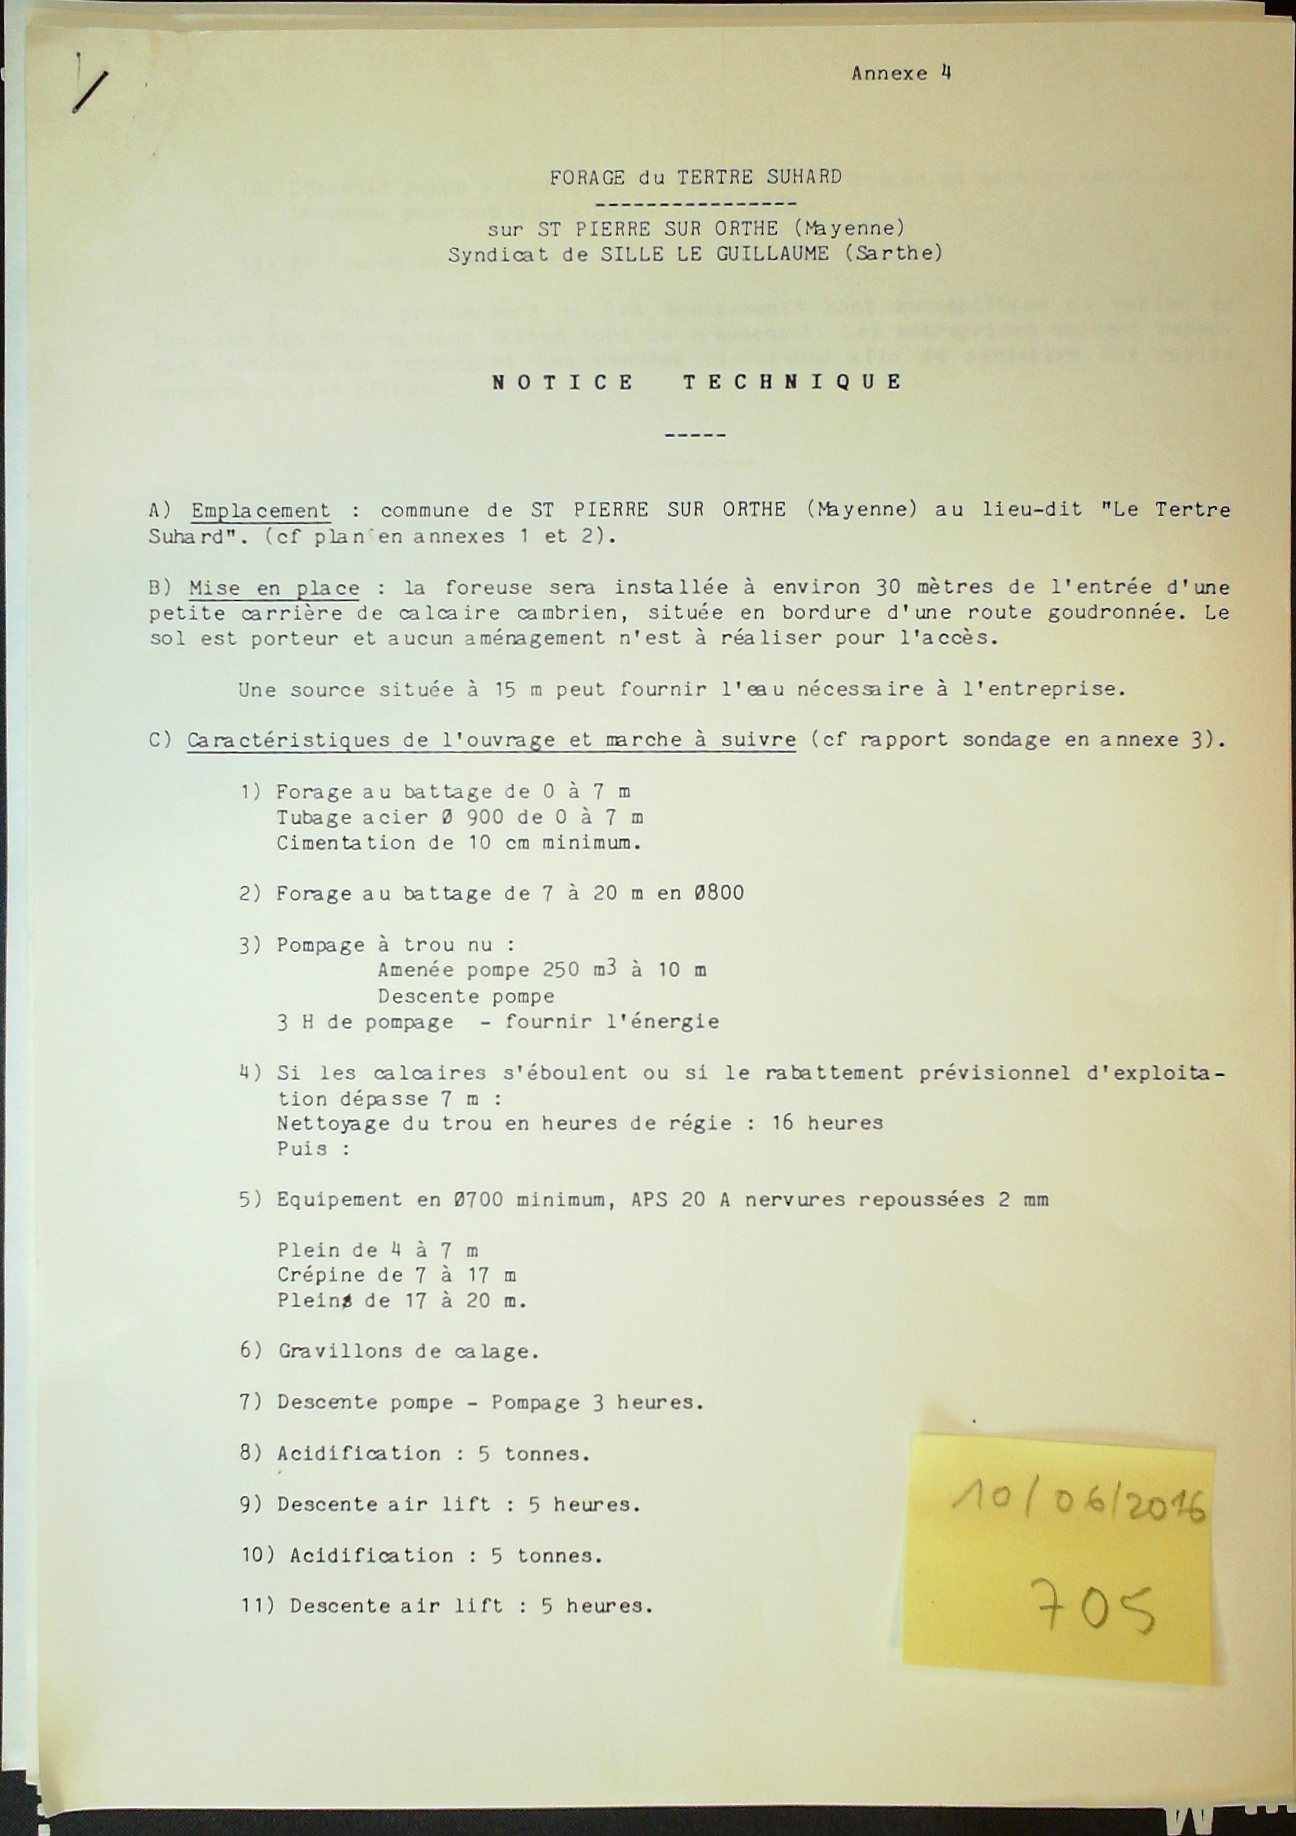 Annexe 4
FORAGE du TERTRE SUHARD
----------------
sur ST PIERRE SUR ORTHE (Mayenne)
Syndicat de SILLE LE GUILLAUME (Sarthe)
NOTICE TECHNIQUE
-----
A) Emplacement : commune de ST PIERRE SUR ORTHE (Mayenne) au lieu-dit "Le Tertre
Suhard". (cf plan en annexes 1 et 2).
B) Mise en place : la foreuse sera installée à environ 30 mètres de l'entrée d'une
petite carrière de calcaire cambrien, située en bordure d'une route goudronnée. Le
sol est porteur et aucun aménagement n'est à réaliser pour l'accès.
Une source située à 15 m peut fournir l'eau nécessaire à l'entreprise.
C) Caractéristiques de l'ouvrage et marche à suivre (cf rapport sondage en annexe 3).
1) Forage au battage de 0 à 7 m
Tubage acier Ø 900 de 0 à 7 m
Cimentation de 10 cm minimum.
2) Forage au battage de 7 à 20 m en Ø800
3) Pompage à trou nu :
Amenée pompe 250 m3 à 10 m
Descente pompe
3 H de pompage - fournir l'énergie
4) Si les calcaires s'éboulent ou si le rabattement prévisionnel d'exploita-
tion dépasse 7 m :
Nettoyage du trou en heures de régie : 16 heures
Puis :
5) Equipement en Ø700 minimum, APS 20 A nervures repoussées 2 mm
Plein de 4 à 7 m
Crépine de 7 à 17 m
Plein de 17 à 20 m.
6) Gravillons de calage.
7) Descente pompe - Pompage 3 heures.
8) Acidification : 5 tonnes.
9) Descente air lift : 5 heures.
10) Acidification : 5 tonnes.
11) Descente air lift : 5 heures.
10/06/2016
705